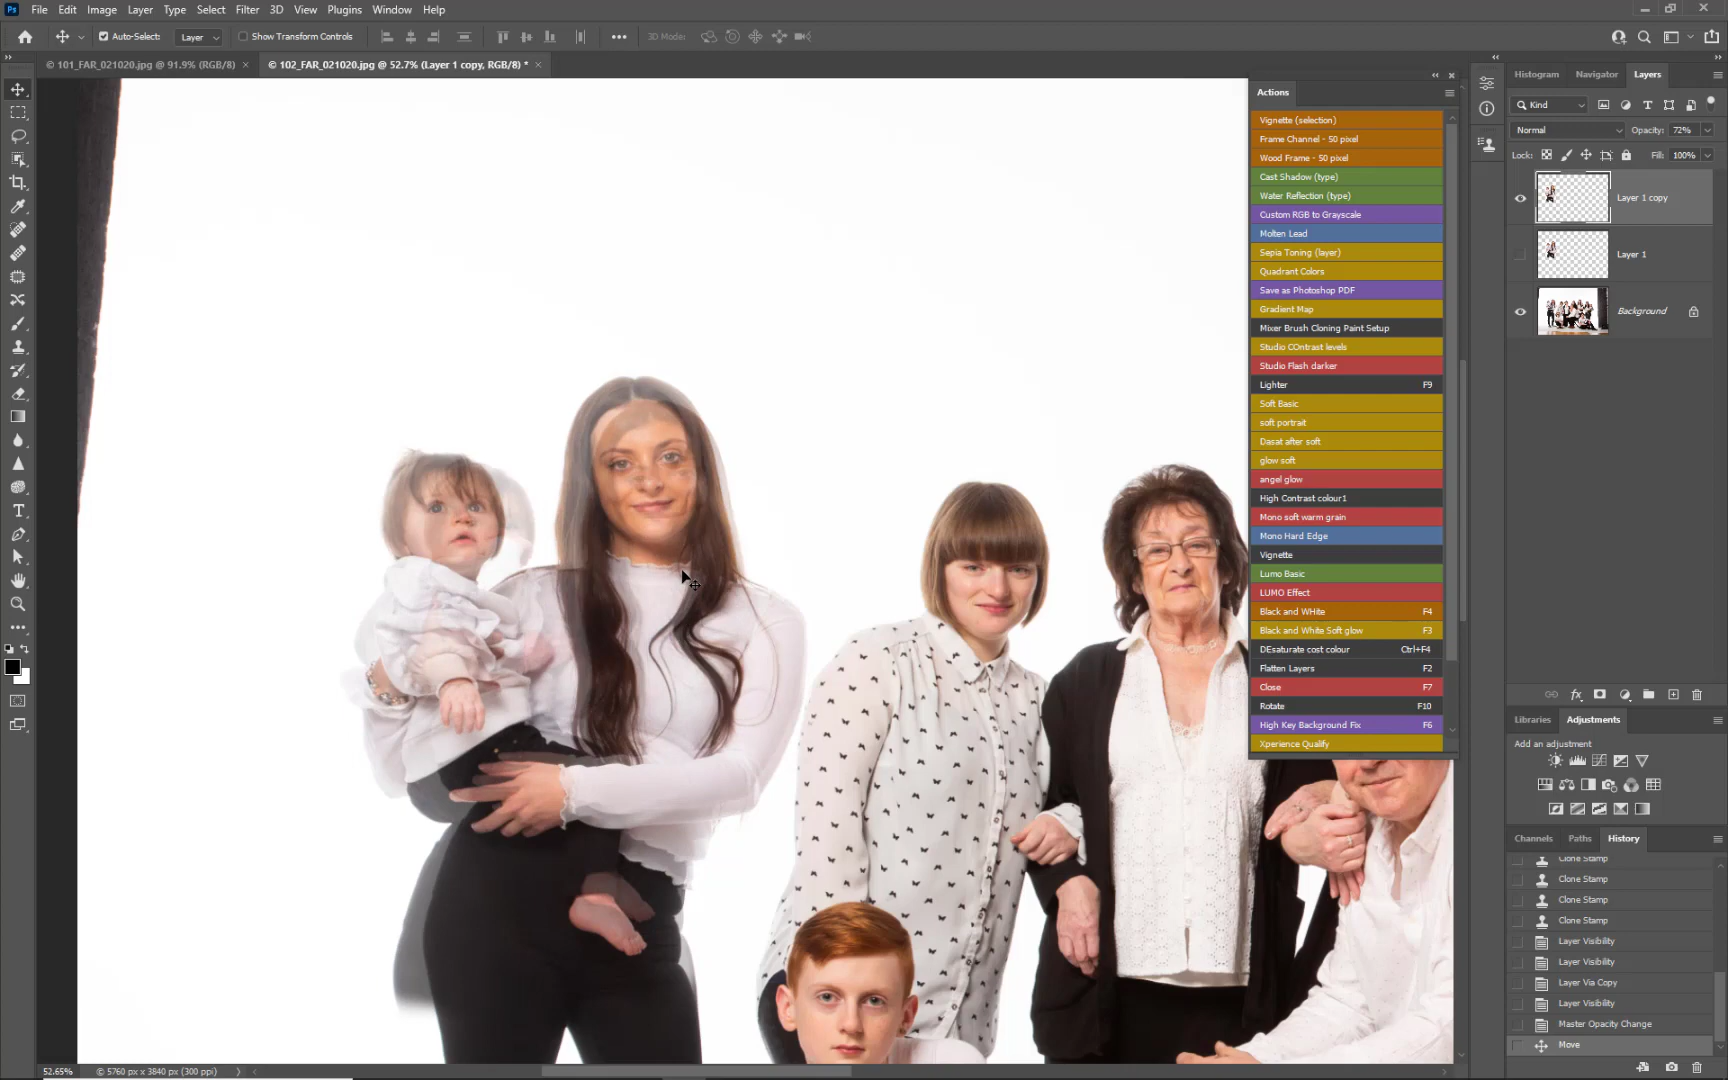 Ps File Edit Image Layer Type Select Filter 3D View Plugins Window Help
Auto-Select: Layer Show Transform Controls 3D Mode:
© 101_FAR_021020.jpg @ 91.9% (RGB/8) × © 102_FAR_021020.jpg @ 52.7% (Layer 1 copy, RGB/8) * ×
Actions
Vignette (selection)
Frame Channel - 50 pixel
Wood Frame - 50 pixel
Cast Shadow (type)
Water Reflection (type)
Custom RGB to Grayscale
Molten Lead
Sepia Toning (layer)
Quadrant Colors
Save as Photoshop PDF
Gradient Map
Mixer Brush Cloning Paint Setup
Studio COntrast levels
Studio Flash darker
Lighter F9
Soft Basic
soft portrait
Dasat after soft
glow soft
angel glow
High Contrast colour1
Mono soft warm grain
Mono Hard Edge
Vignette
Lumo Basic
LUMO Effect
Black and WHite F4
Black and White Soft glow F3
DEsaturate cost colour Ctrl+F4
Flatten Layers F2
Close F7
Rotate F10
High Key Background Fix F6
Xperience Qualify
Histogram Navigator Layers
Kind
Normal Opacity: 72%
Lock: Fill: 100%
Layer 1 copy
Layer 1
Background
Libraries Adjustments
Add an adjustment
Channels Paths History
Clone Stamp
Clone Stamp
Clone Stamp
Clone Stamp
Layer Visibility
Layer Visibility
Layer Via Copy
Layer Visibility
Master Opacity Change
Move
52.65% © 5760 px x 3840 px (300 ppi)